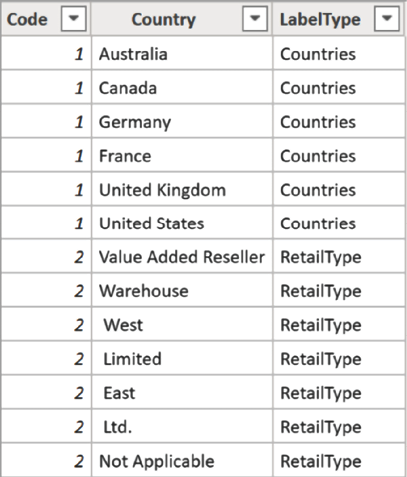 Code Country LabelType
1 Australia Countries
1 Canada Countries
1 Germany Countries
1 France Countries
1 United Kingdom Countries
1 United States Countries
2 Value Added Reseller RetailType
2 Warehouse RetailType
2 West RetailType
2 Limited RetailType
2 East RetailType
2 Ltd. RetailType
2 Not Applicable RetailType